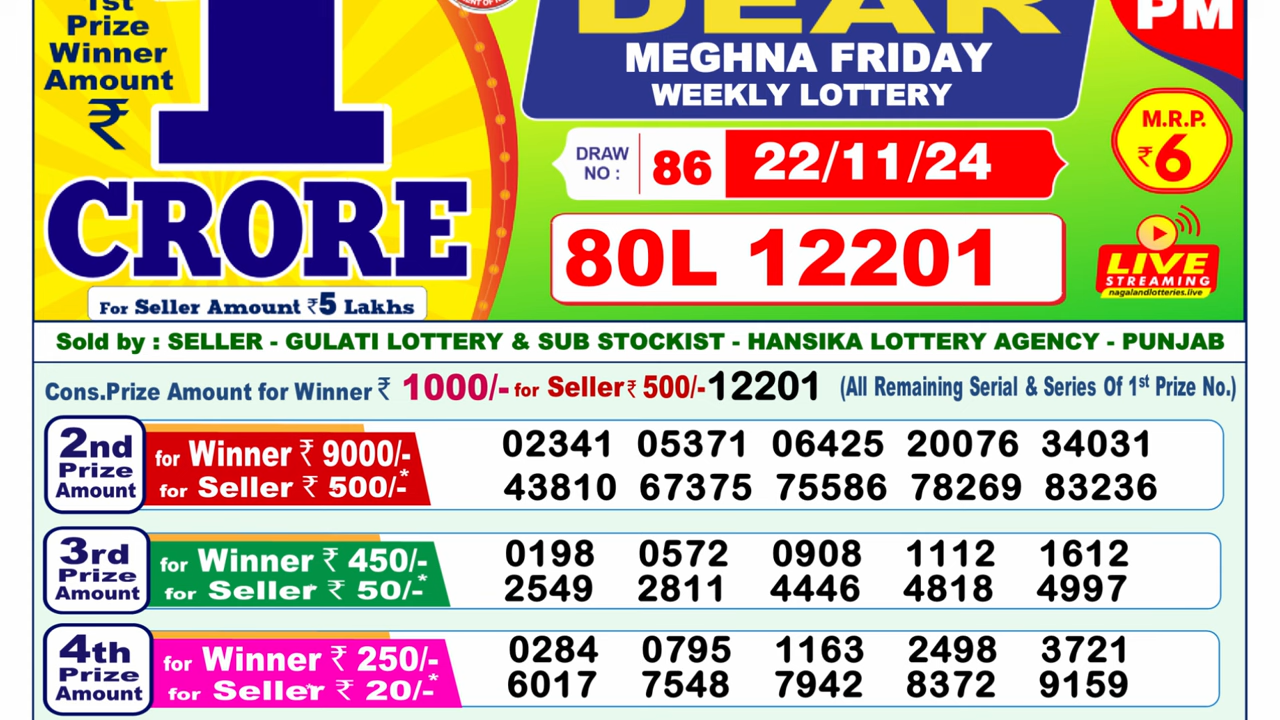 1st
Prize
Winner
Amount
₹
1
CRORE
For Seller Amount ₹5 Lakhs
DEAR
MEGHNA FRIDAY
WEEKLY LOTTERY
PM
DRAW NO : 86 22/11/24
M.R.P.
₹6
80L 12201
LIVE
STREAMING
nagalandlotteries.live
Sold by : SELLER - GULATI LOTTERY & SUB STOCKIST - HANSIKA LOTTERY AGENCY - PUNJAB
Cons.Prize Amount for Winner ₹ 1000/- for Seller ₹ 500/- 12201 (All Remaining Serial & Series Of 1st Prize No.)
2nd
Prize
Amount
for Winner ₹ 9000/-
for Seller ₹ 500/-*
02341 05371 06425 20076 34031
43810 67375 75586 78269 83236
3rd
Prize
Amount
for Winner ₹ 450/-
for Seller ₹ 50/-*
0198 0572 0908 1112 1612
2549 2811 4446 4818 4997
4th
Prize
Amount
for Winner ₹ 250/-
for Seller ₹ 20/-*
0284 0795 1163 2498 3721
6017 7548 7942 8372 9159